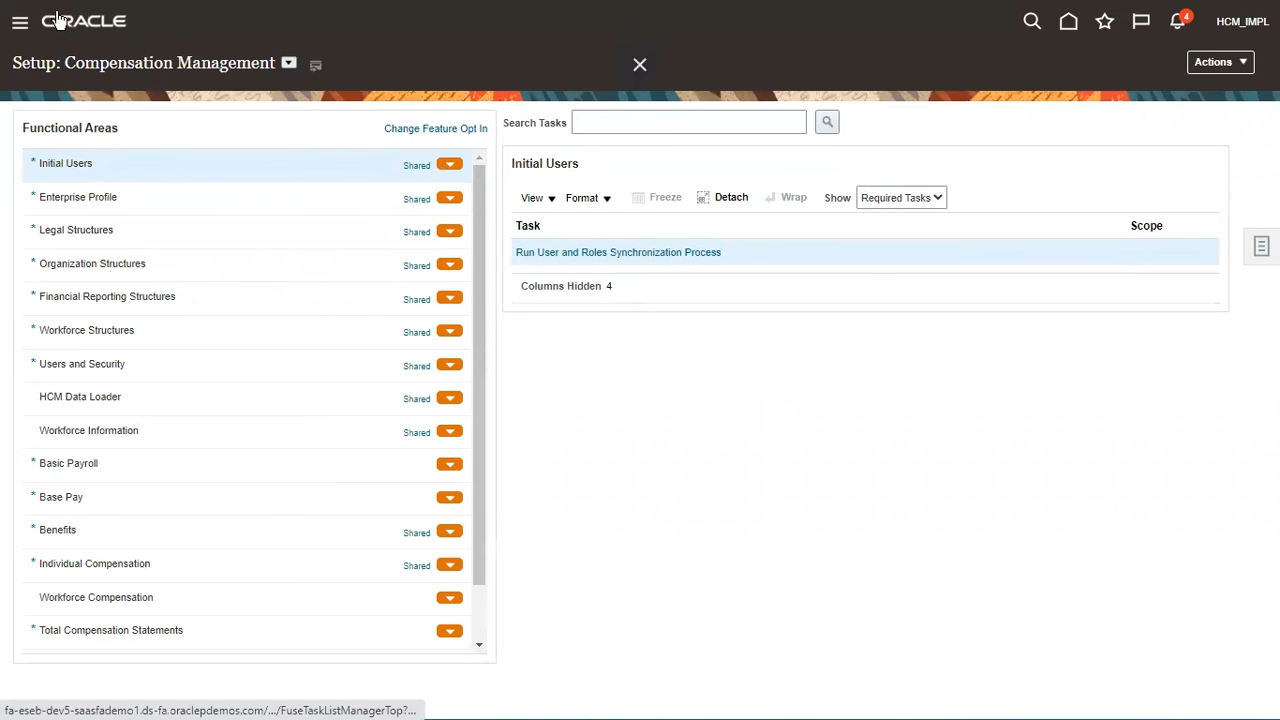 ORACLE
4
HCM_IMPL
Setup: Compensation Management
Actions
Functional Areas
Change Feature Opt In
* Initial Users Shared
* Enterprise Profile Shared
* Legal Structures Shared
* Organization Structures Shared
* Financial Reporting Structures Shared
* Workforce Structures Shared
* Users and Security Shared
HCM Data Loader Shared
Workforce Information Shared
* Basic Payroll
* Base Pay
* Benefits Shared
* Individual Compensation Shared
Workforce Compensation
* Total Compensation Statements
Search Tasks
Initial Users
View Format Freeze Detach Wrap Show Required Tasks
Task Scope
Run User and Roles Synchronization Process
Columns Hidden 4
fa-eseb-dev5-saasfademo1.ds-fa.oraclepdemos.com/.../FuseTaskListManagerTop?...